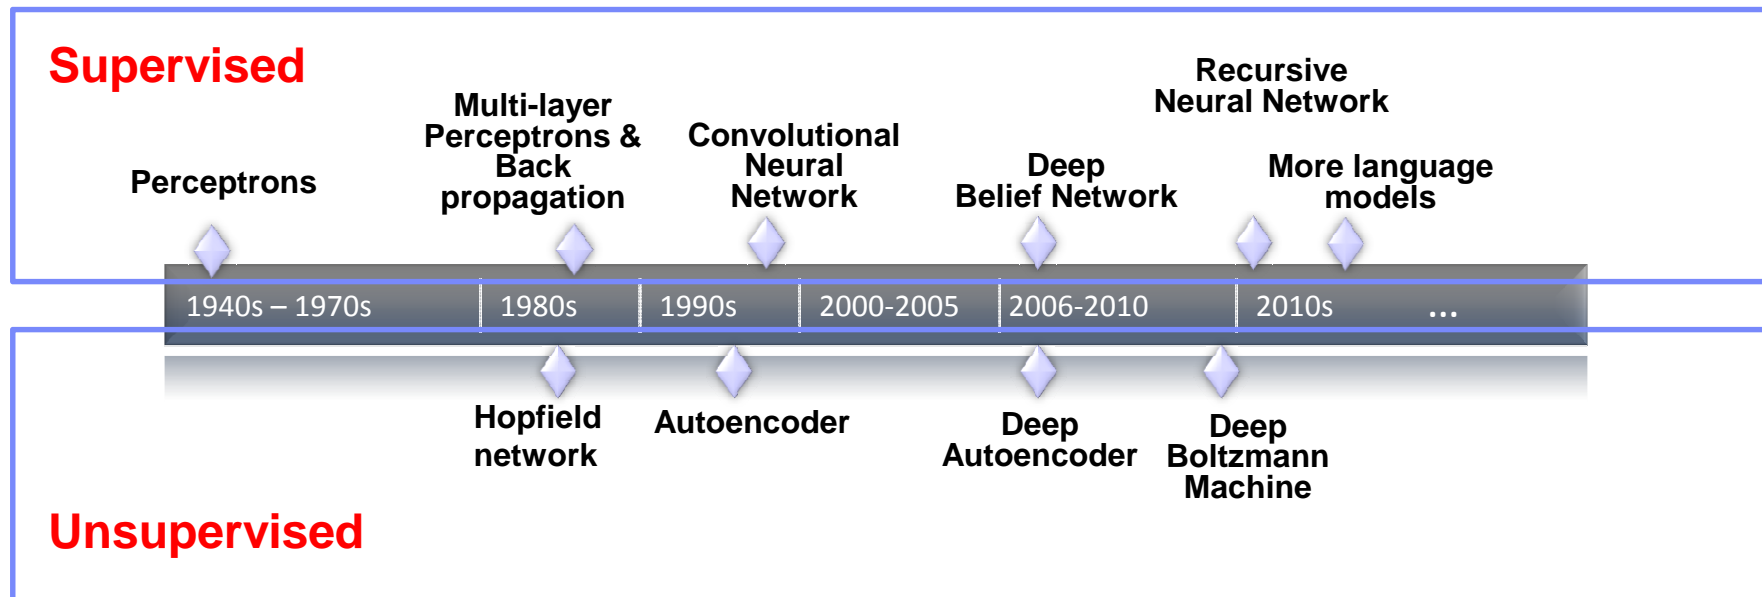 Supervised
Perceptrons
Multi-layer
Perceptrons &
Back
propagation
Convolutional
Neural
Network
Deep
Belief Network
Recursive
Neural Network
More language
models
1940s – 1970s
1980s
1990s
2000-2005
2006-2010
2010s
...
Hopfield
network
Autoencoder
Deep
Autoencoder
Deep
Boltzmann
Machine
Unsupervised